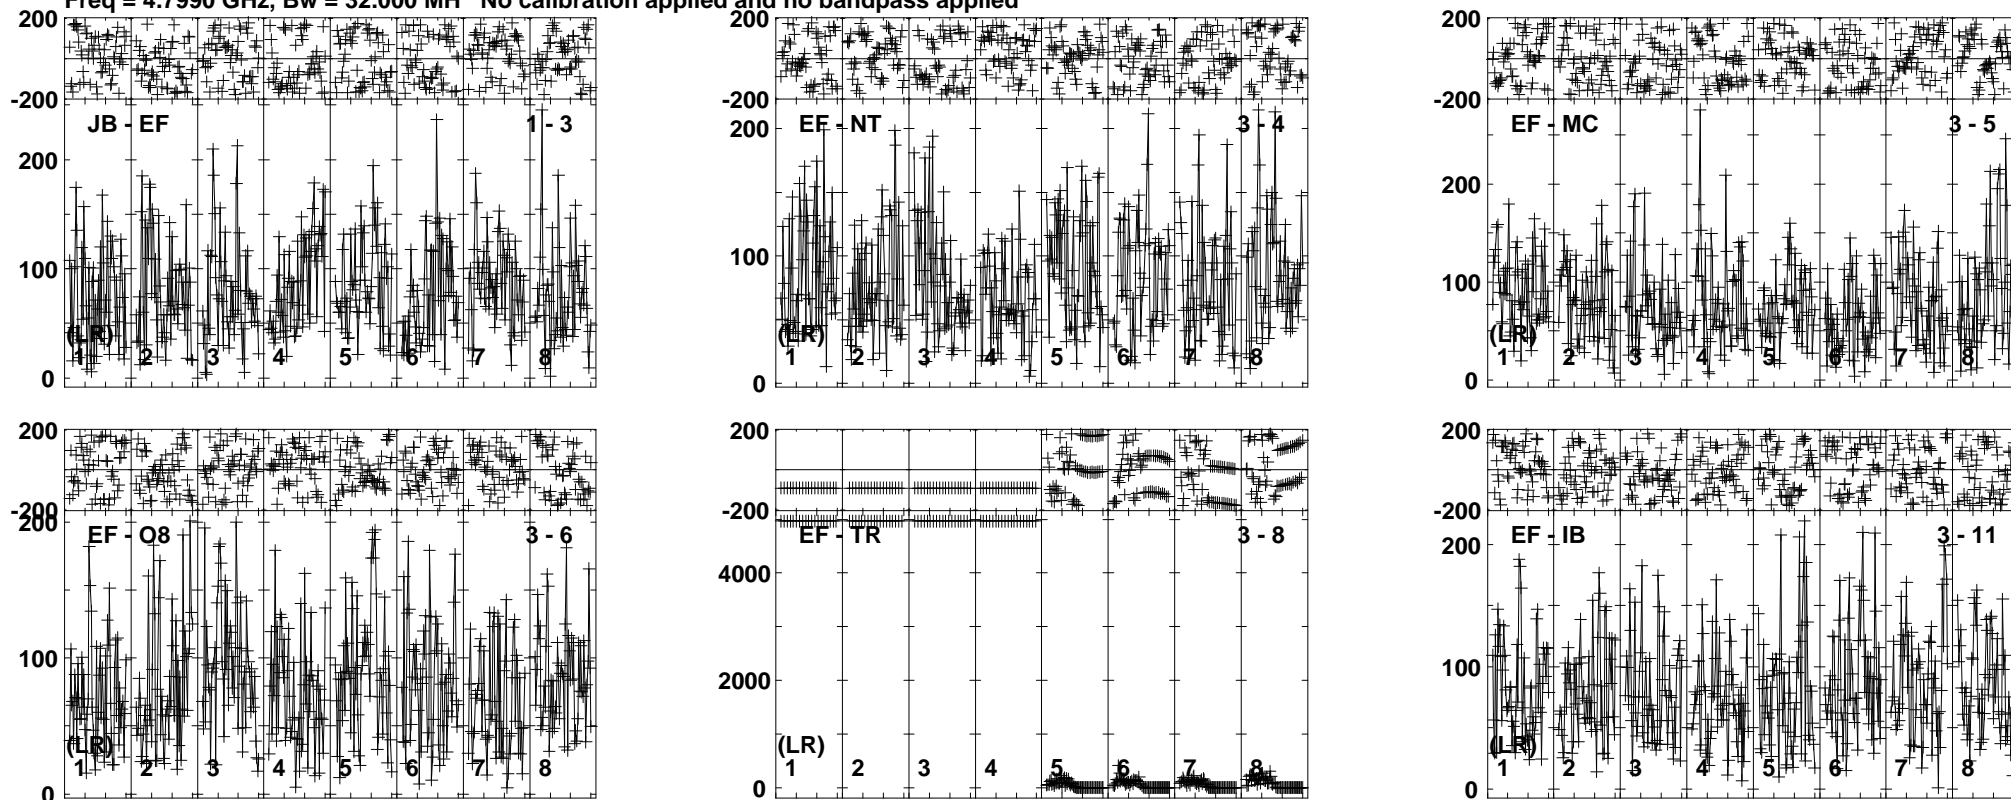 Freq = 4.7990 GHz, Bw = 32.000 MH No calibration applied and no bandpass applied
200
-200
JB - EF
1 - 3
200
100
0
(LR)
1 2 3 4 5 6 7 8
200
-200
EF - NT
3 - 4
200
100
0
(LR)
1 2 3 4 5 6 7 8
200
-200
EF - MC
3 - 5
200
100
0
(LR)
1 2 3 4 5 6 7 8
200
-200
200
EF - O8
3 - 6
100
0
(LR)
1 2 3 4 5 6 7 8
200
-200
EF - TR
3 - 8
4000
2000
0
(LR)
1 2 3 4 5 6 7 8
200
-200
EF - IB
3 - 11
200
100
0
(LR)
1 2 3 4 5 6 7 8